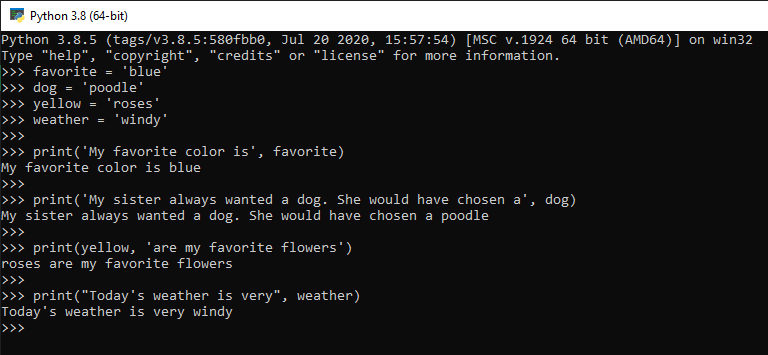 Python 3.8 (64-bit)
Python 3.8.5 (tags/v3.8.5:580fbb0, Jul 20 2020, 15:57:54) [MSC v.1924 64 bit (AMD64)] on win32
Type "help", "copyright", "credits" or "license" for more information.
>>> favorite = 'blue'
>>> dog = 'poodle'
>>> yellow = 'roses'
>>> weather = 'windy'
>>>
>>> print('My favorite color is', favorite)
My favorite color is blue
>>>
>>> print('My sister always wanted a dog. She would have chosen a', dog)
My sister always wanted a dog. She would have chosen a poodle
>>>
>>> print(yellow, 'are my favorite flowers')
roses are my favorite flowers
>>>
>>> print("Today's weather is very", weather)
Today's weather is very windy
>>>